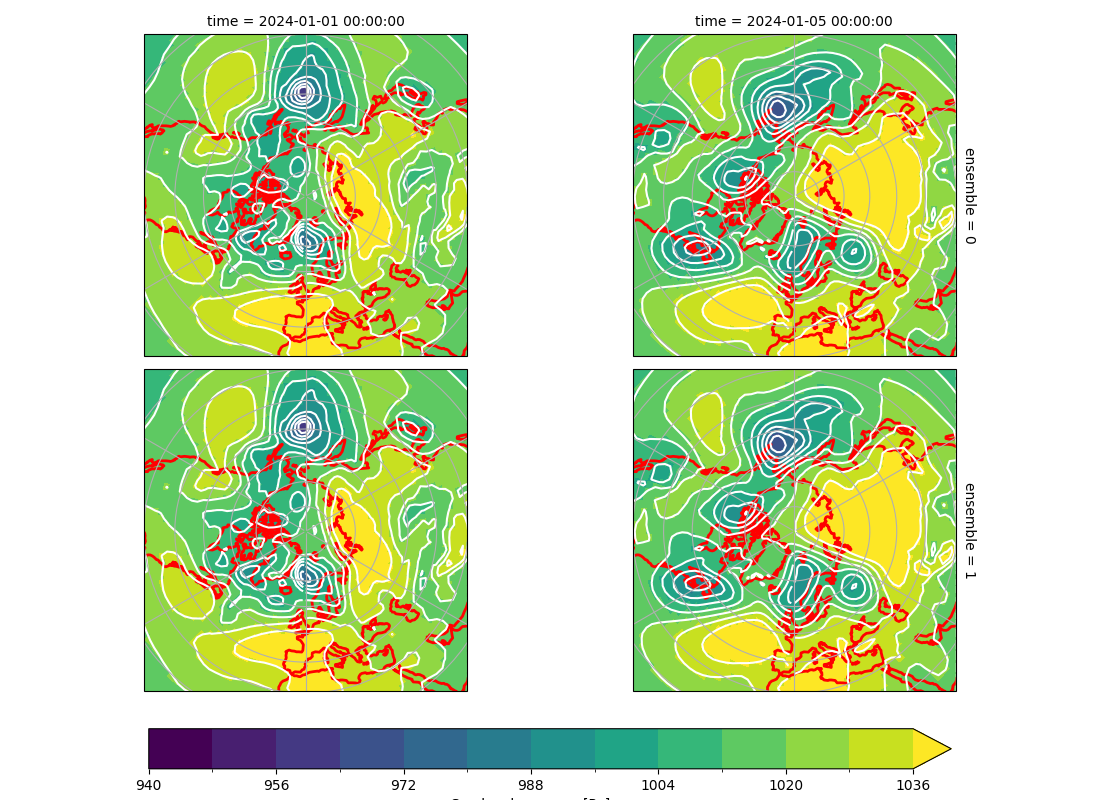 time = 2024-01-01 00:00:00
time = 2024-01-05 00:00:00
ensemble = 0
ensemble = 1
940 956 972 988 1004 1020 1036